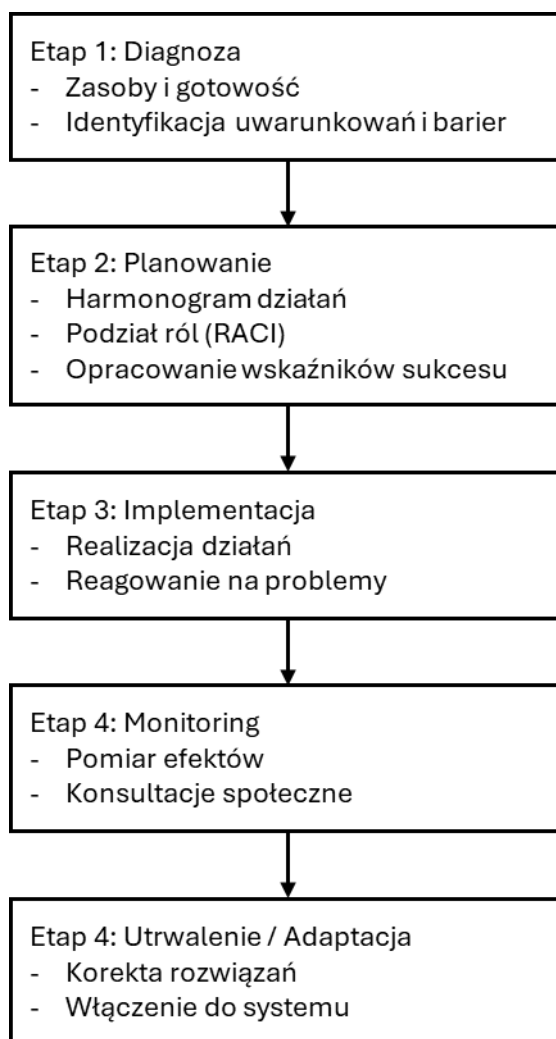 Etap 1: Diagnoza
- Zasoby i gotowość
- Identyfikacja uwarunkowań i barier
Etap 2: Planowanie
- Harmonogram działań
- Podział ról (RACI)
- Opracowanie wskaźników sukcesu
Etap 3: Implementacja
- Realizacja działań
- Reagowanie na problemy
Etap 4: Monitoring
- Pomiar efektów
- Konsultacje społeczne
Etap 4: Utrwalenie / Adaptacja
- Korekta rozwiązań
- Włączenie do systemu